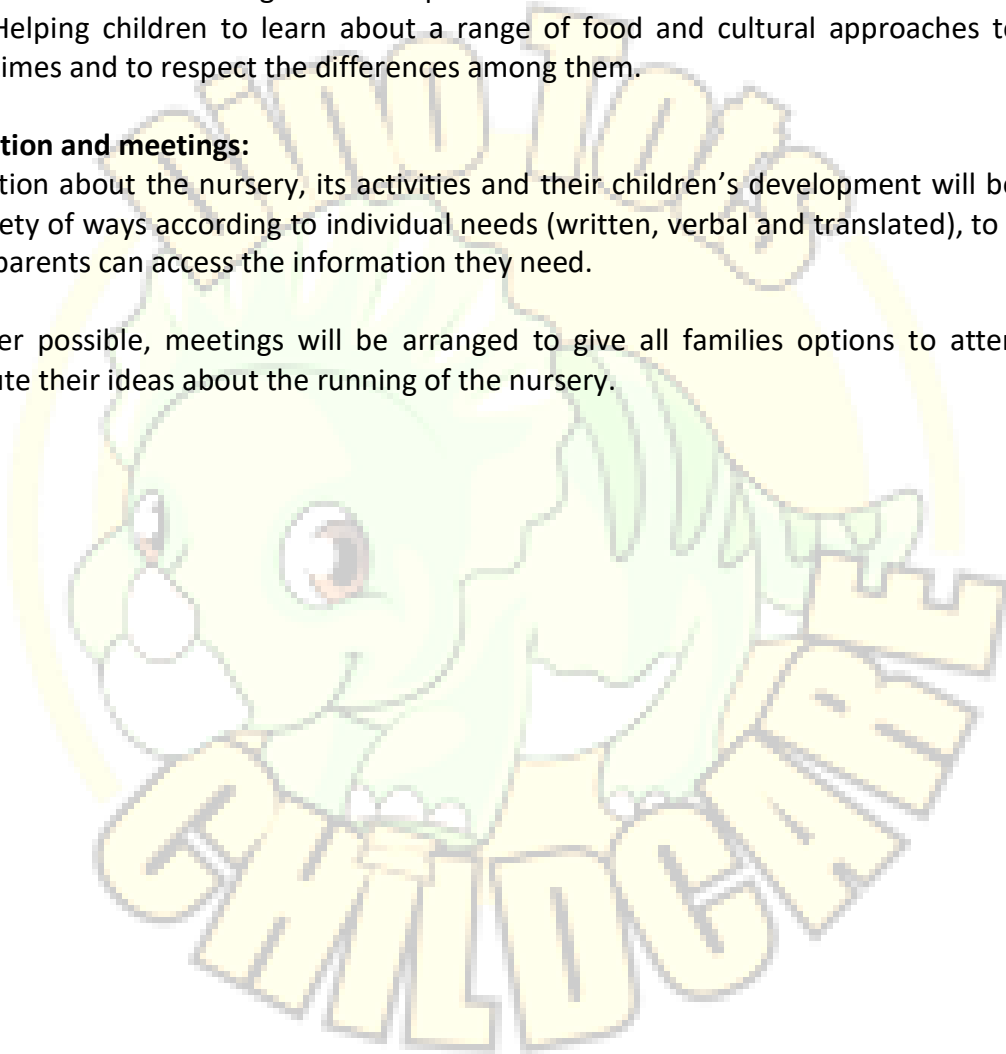 Helping children to learn about a range of food and cultural approaches to
imes and to respect the differences among them.
tion and meetings:
tion about the nursery, its activities and their children's development will be
ety of ways according to individual needs (written, verbal and translated), to
parents can access the information they need.
er possible, meetings will be arranged to give all families options to atten
ute their ideas about the running of the nursery.
Dino Tots
CHILDCARE